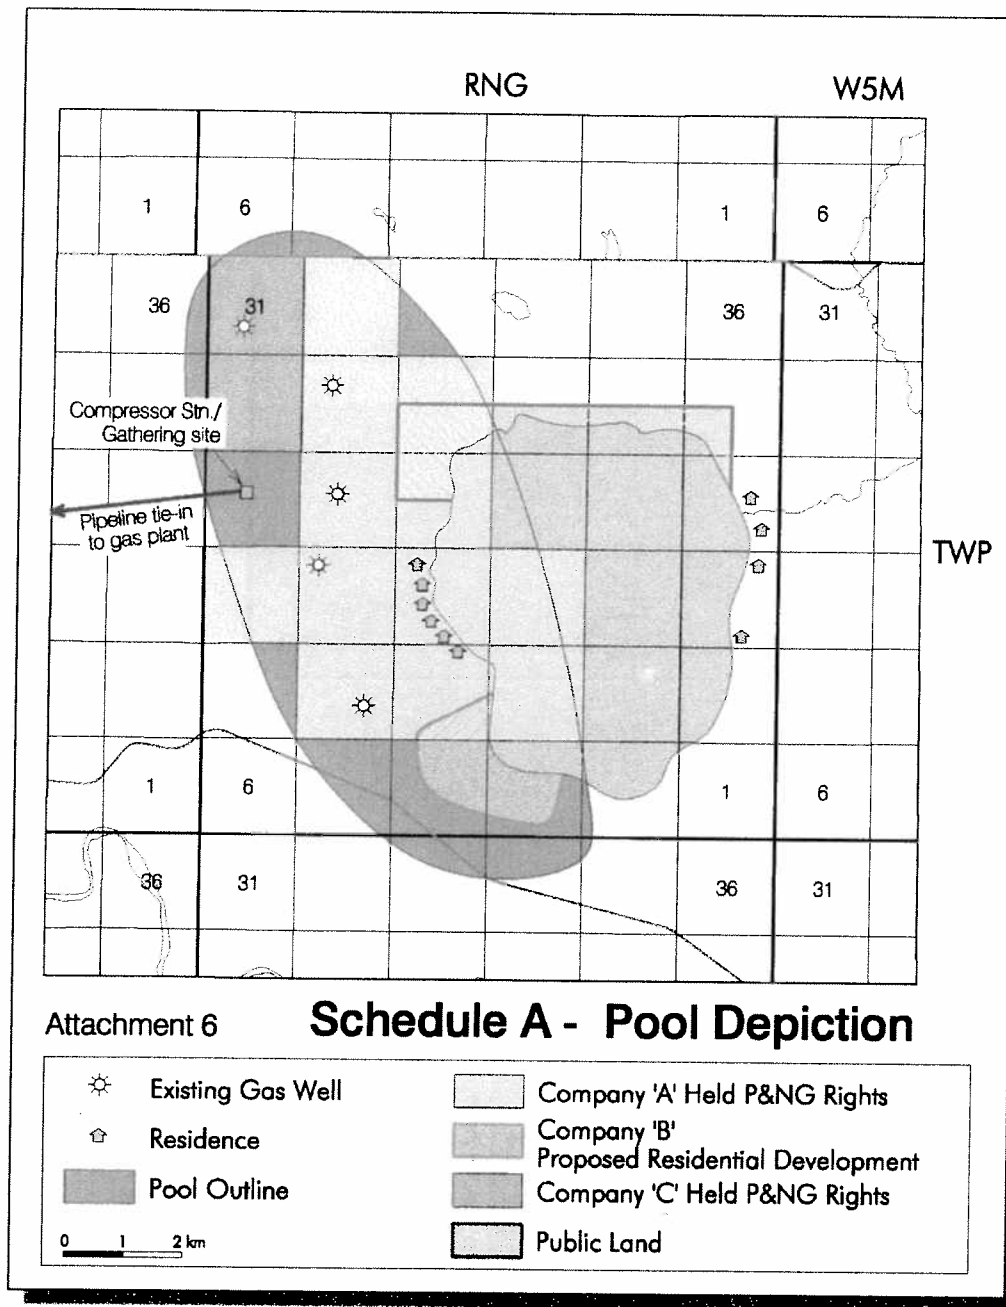 RNG W5M
1 6 1 6
36 31 36 31
Compressor Stn./
Gathering site
Pipeline tie-in
to gas plant
TWP
1 6 1 6
36 31 36 31
Attachment 6 Schedule A - Pool Depiction
Existing Gas Well
Residence
Pool Outline
0 1 2 km
Company 'A' Held P&NG Rights
Company 'B'
Proposed Residential Development
Company 'C' Held P&NG Rights
Public Land